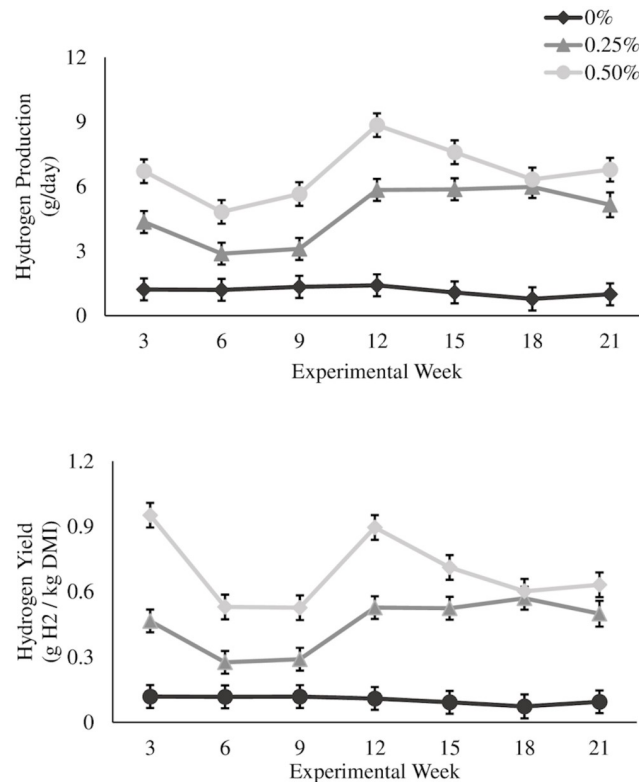 0%
0.25%
0.50%
Hydrogen Production
(g/day)
12
9
6
3
0
3 6 9 12 15 18 21
Experimental Week
Hydrogen Yield
(g H2 / kg DMI)
1.2
0.9
0.6
0.3
0
3 6 9 12 15 18 21
Experimental Week